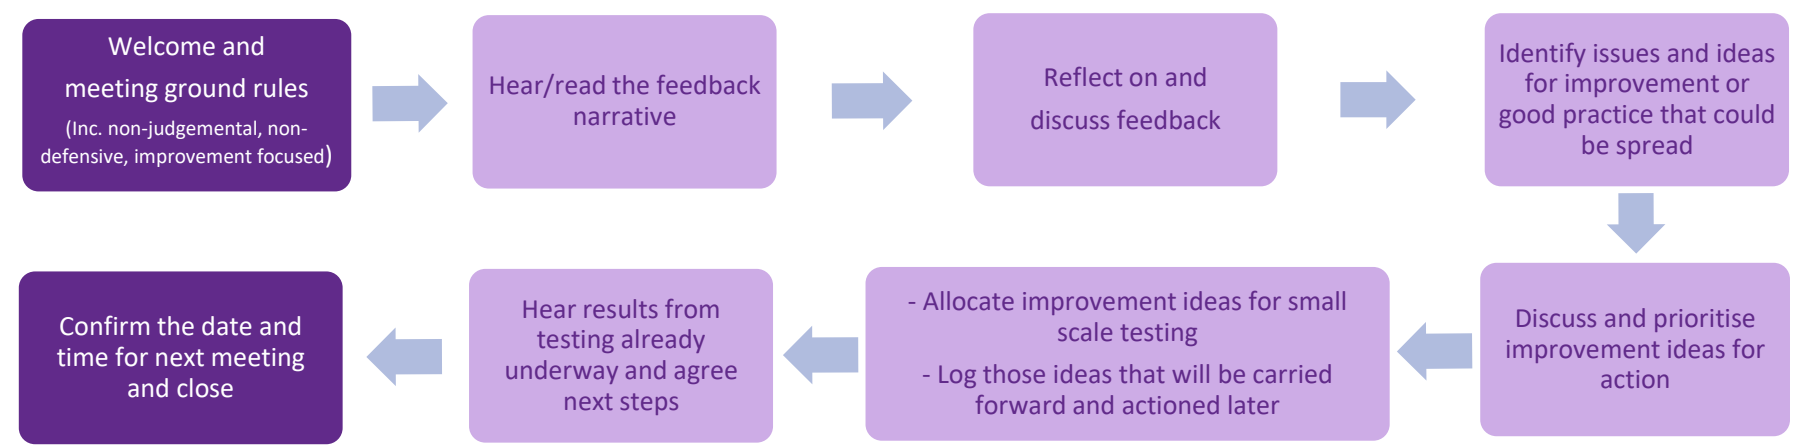 Welcome and
meeting ground rules
(Inc. non-judgemental, non-
defensive, improvement focused)
Hear/read the feedback
narrative
Reflect on and
discuss feedback
Identify issues and ideas
for improvement or
good practice that could
be spread
Discuss and prioritise
improvement ideas for
action
- Allocate improvement ideas for small
scale testing
- Log those ideas that will be carried
forward and actioned later
Hear results from
testing already
underway and agree
next steps
Confirm the date and
time for next meeting
and close